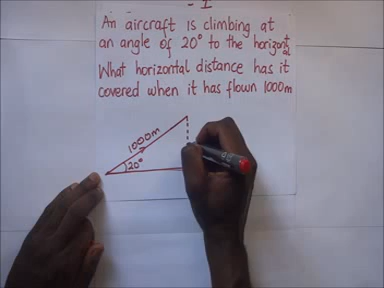 - 1
An aircraft is climbing at
an angle of 20° to the horizontal
What horizontal distance has it
covered when it has flown 1000m
1000m
20°